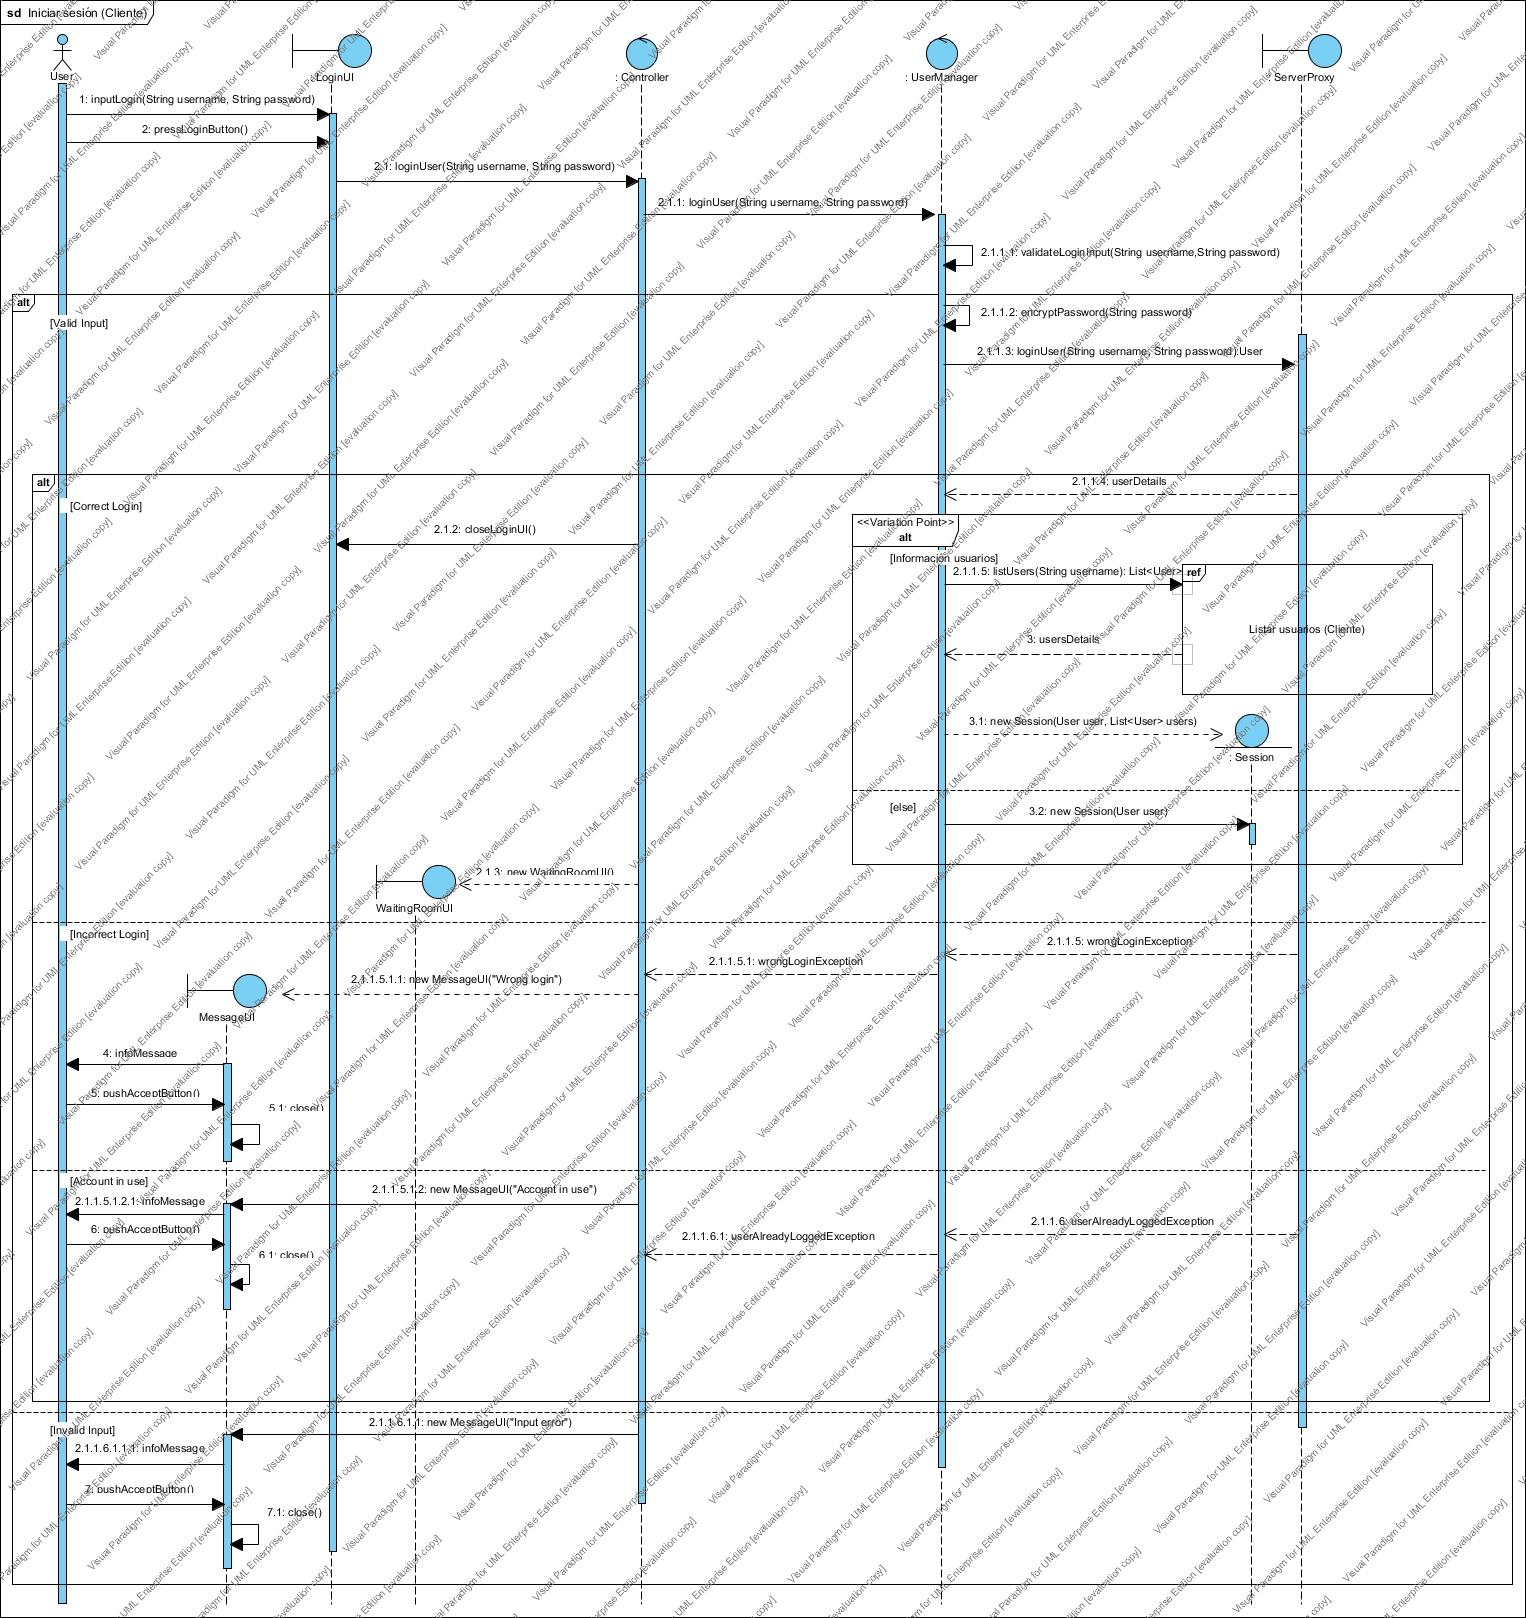 sd Iniciar sesión (Cliente)
User
LoginUI
: Controller
: UserManager
: ServerProxy
1: inputLogin(String username, String password)
2: pressLoginButton()
2.1: loginUser(String username, String password)
2.1.1: loginUser(String username, String password)
2.1.1.1: validateLoginInput(String username,String password)
alt
[Valid Input]
2.1.1.2: encryptPassword(String password)
2.1.1.3: loginUser(String username, String password):User
alt
2.1.1.4: userDetails
[Correct Login]
<<Variation Point>>
alt
2.1.2: closeLoginUI()
[Información usuarios]
2.1.1.5: listUsers(String username): List<User>
ref
Listar usuarios (Cliente)
3: usersDetails
3.1: new Session(User user, List<User> users)
: Session
[else]
3.2: new Session(User user)
2.1.3: new WaitingRoomUI()
WaitingRoomUI
[Incorrect Login]
2.1.1.5: wrongLoginException
2.1.1.5.1: wrongLoginException
2.1.1.5.1.1: new MessageUI("Wrong login")
MessageUI
4: infoMessage
5: pushAcceptButton()
5.1: close()
[Account in use]
2.1.1.5.1.2: new MessageUI("Account in use")
2.1.1.5.1.2.1: infoMessage
2.1.1.6: userAlreadyLoggedException
6: pushAcceptButton()
2.1.1.6.1: userAlreadyLoggedException
6.1: close()
[Invalid Input]
2.1.1.6.1.1: new MessageUI("Input error")
2.1.1.6.1.1.1: infoMessage
7: pushAcceptButton()
7.1: close()
Visual Paradigm for UML Enterprise Edition [evaluation copy]